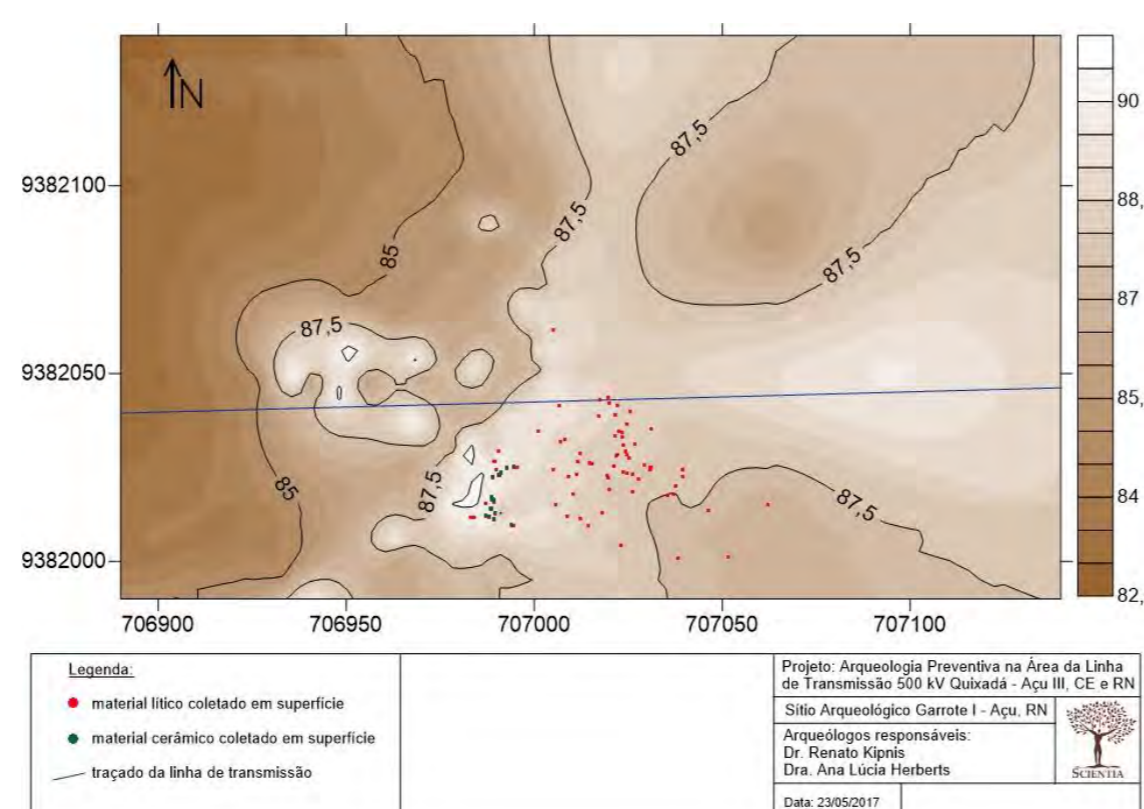 N
87,5
87,5
90
9382100
88,
85
87,5
87,5
87
87,5
9382050
85,
85
87,5
87,5
84
9382000
82,
706900
706950
707000
707050
707100
Legenda:
material lítico coletado em superfície
material cerâmico coletado em superfície
traçado da linha de transmissão
Projeto: Arqueologia Preventiva na Área da Linha
de Transmissão 500 kV Quixadá - Açu III, CE e RN
Sítio Arqueológico Garrote I - Açu, RN
Arqueólogos responsáveis:
Dr. Renato Kipnis
Dra. Ana Lúcia Herberts
SCIENTIA
Data: 23/05/2017